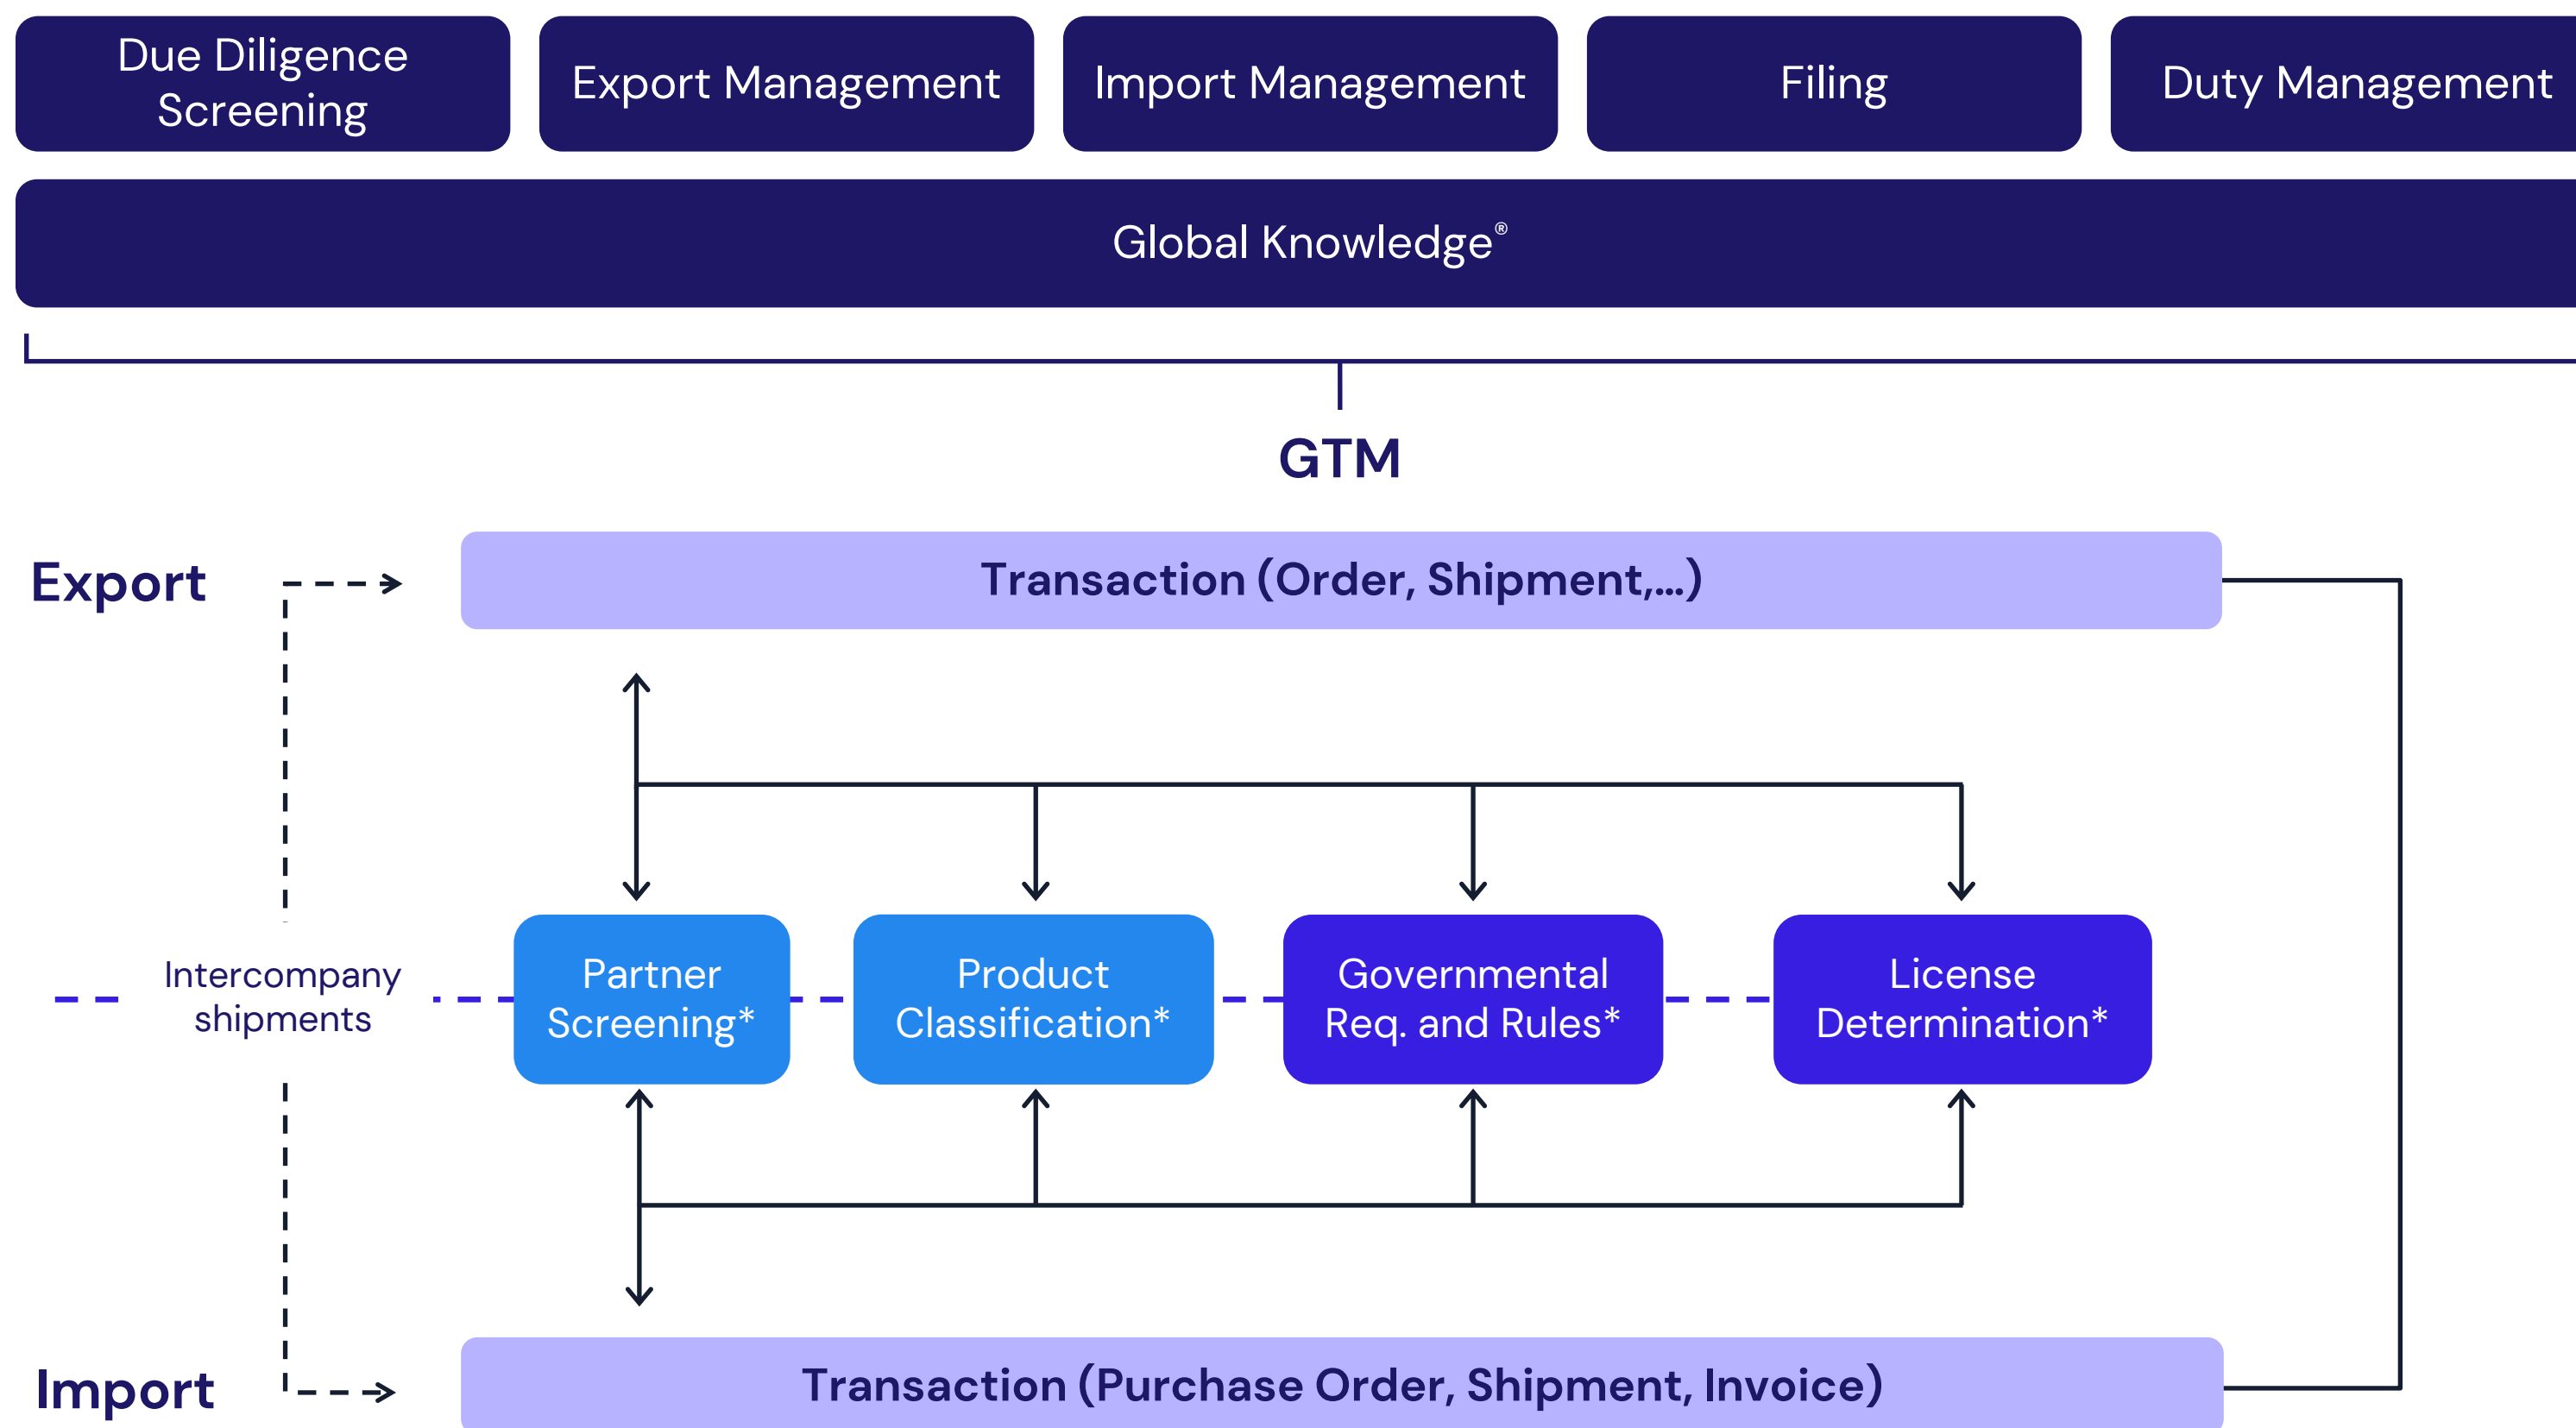 Due Diligence
Screening
Export Management
Import Management
Filing
Duty Management
Global Knowledge®
GTM
Export
Transaction (Order, Shipment,...)
Intercompany
shipments
Partner
Screening*
Product
Classification*
Governmental
Req. and Rules*
License
Determination*
Import
Transaction (Purchase Order, Shipment, Invoice)